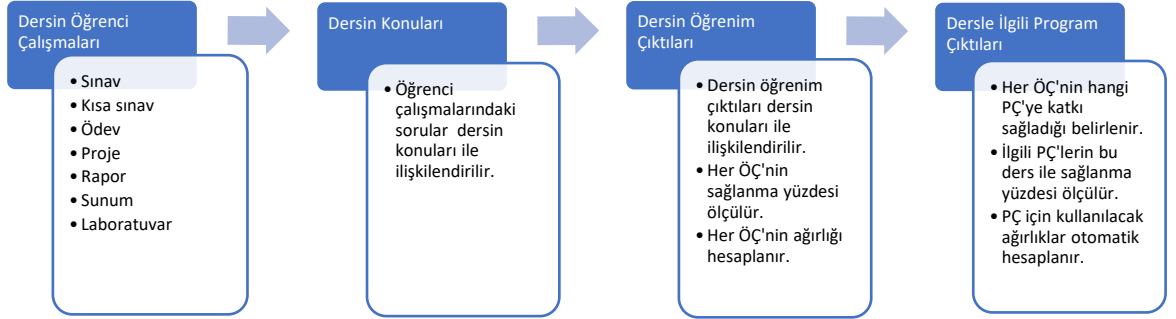 Dersin Öğrenci
Çalışmaları
• Sınav
• Kısa sınav
• Ödev
• Proje
• Rapor
• Sunum
• Laboratuvar
Dersin Konuları
• Öğrenci
çalışmalarındaki
sorular dersin
konuları ile
ilişkilendirilir.
Dersin Öğrenim
Çıktıları
• Dersin öğrenim
çıktıları dersin
konuları ile
ilişkilendirilir.
• Her ÖÇ'nin
sağlanma yüzdesi
ölçülür.
• Her ÖÇ'nin ağırlığı
hesaplanır.
Dersle İlgili Program
Çıktıları
• Her ÖÇ'nin hangi
PÇ'ye katkı
sağladığı belirlenir.
• İlgili PÇ'lerin bu
ders ile sağlanma
yüzdesi ölçülür.
• PÇ için kullanılacak
ağırlıklar otomatik
hesaplanır.